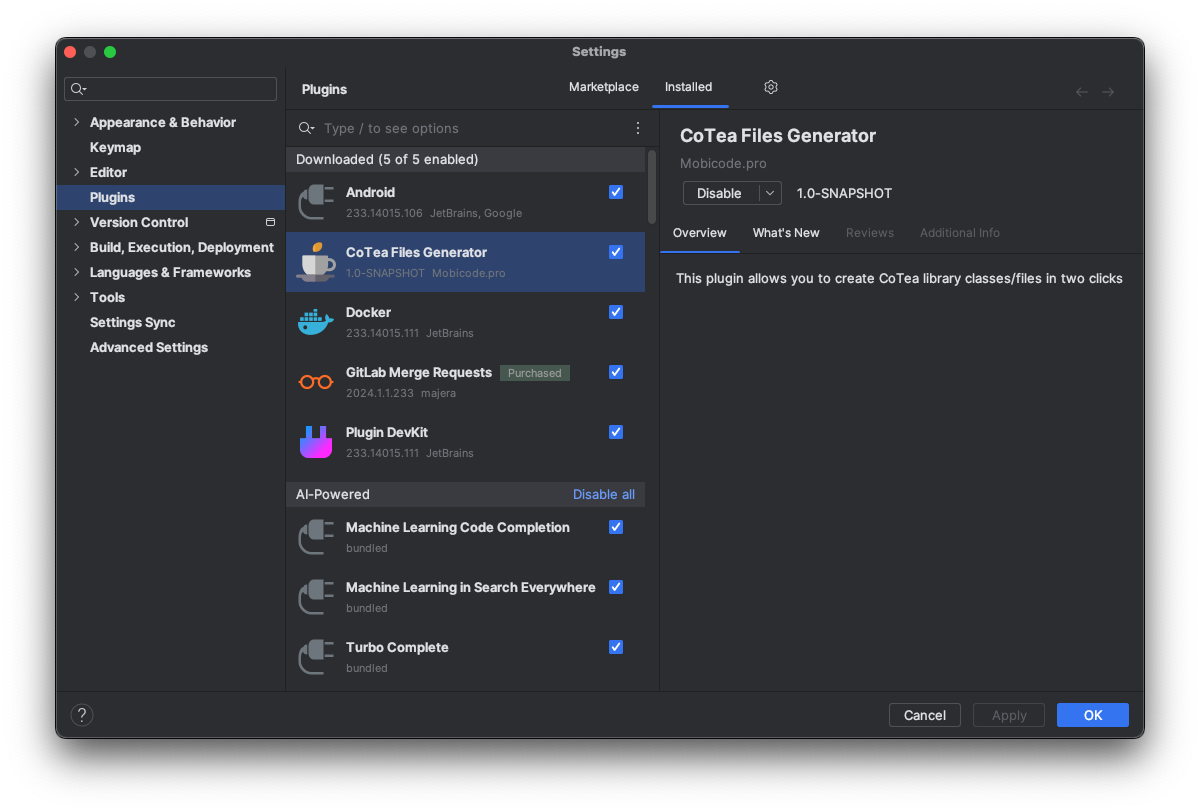 Settings
Appearance & Behavior
Keymap
Editor
Plugins
Version Control
Build, Execution, Deployment
Languages & Frameworks
Tools
Settings Sync
Advanced Settings
Plugins
Marketplace
Installed
Type / to see options
Downloaded (5 of 5 enabled)
Android
233.14015.106 JetBrains, Google
CoTea Files Generator
1.0-SNAPSHOT Mobicode.pro
Docker
233.14015.111 JetBrains
GitLab Merge Requests Purchased
2024.1.1.233 majera
Plugin DevKit
233.14015.111 JetBrains
AI-Powered Disable all
Machine Learning Code Completion
bundled
Machine Learning in Search Everywhere
bundled
Turbo Complete
bundled
CoTea Files Generator
Mobicode.pro
Disable 1.0-SNAPSHOT
Overview What's New Reviews Additional Info
This plugin allows you to create CoTea library classes/files in two clicks
? Cancel Apply OK